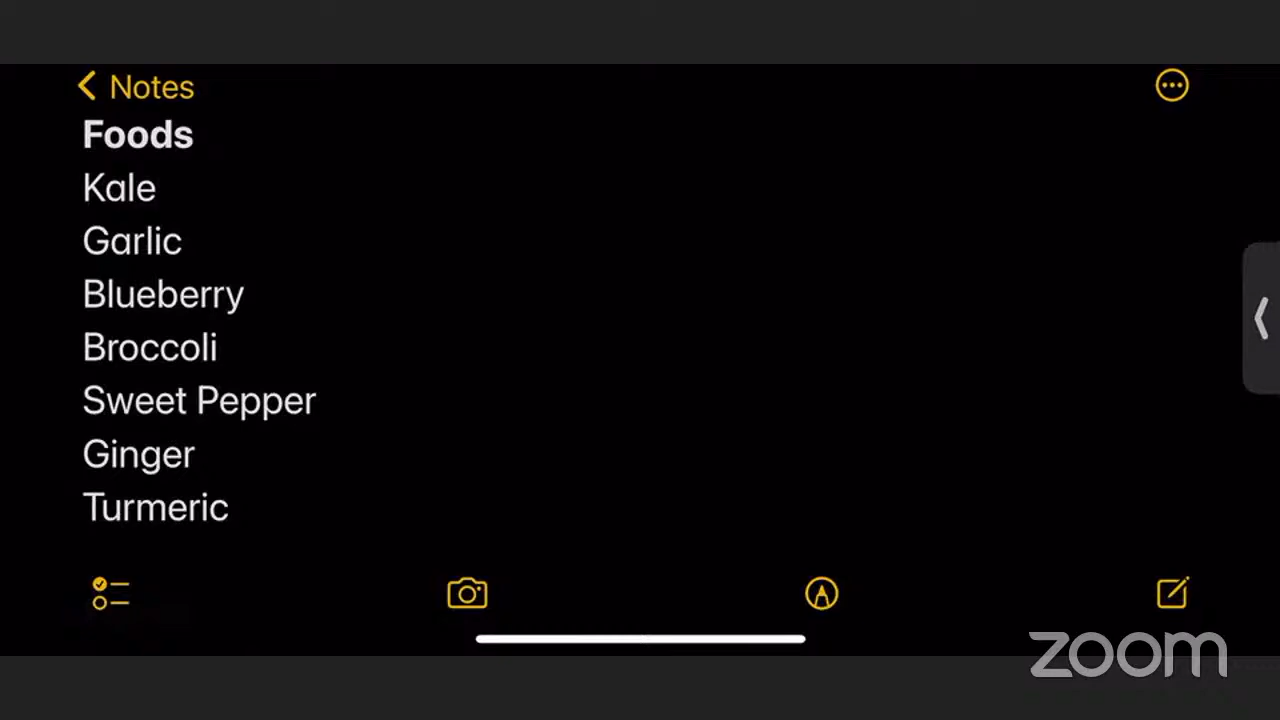 Notes
Foods
Kale
Garlic
Blueberry
Broccoli
Sweet Pepper
Ginger
Turmeric
zoom